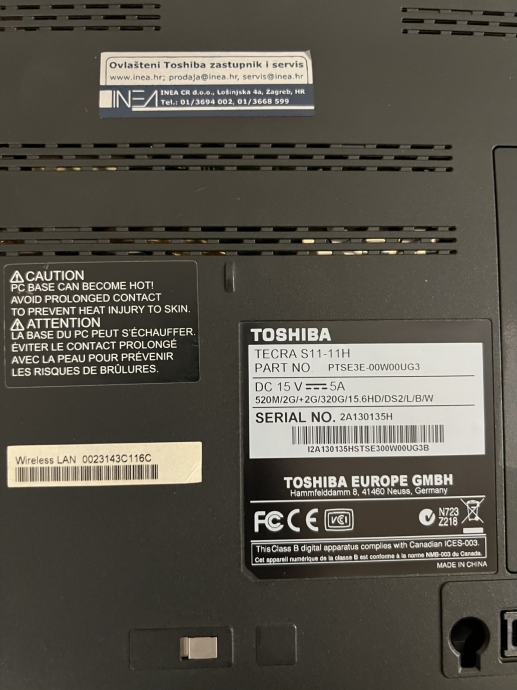 Ovlašteni Toshiba zastupnik i servis
www.inea.hr; prodaja@inea.hr, servis@inea.hr
INEA
INEA CR d.o.o., Lošinjska 4a, Zagreb, HR
Tel.: 01/3694 002, 01/3668 599
CAUTION
PC BASE CAN BECOME HOT!
AVOID PROLONGED CONTACT
TO PREVENT HEAT INJURY TO SKIN.
ATTENTION
LA BASE DU PC PEUT S'ÉCHAUFFER.
ÉVITER LE CONTACT PROLONGÉ
AVEC LA PEAU POUR PRÉVENIR
LES RISQUES DE BRÛLURES.
TOSHIBA
TECRA S11-11H
PART NO PTSE3E-00W00UG3
DC 15 V 5A
520M/2G/+2G/320G/15.6HD/DS2/L/B/W
SERIAL NO. 2A130135H
I2A130135HSTSE300W00UG3B
Wireless LAN 0023143C116C
TOSHIBA EUROPE GMBH
Hammfelddamm 8, 41460 Neuss, Germany
FC CE VCI
N723
Z218
This Class B digital apparatus complies with Canadian ICES-003.
Cet appareil numérique de la classe B est conforme à la norme NMB-003 du Canada.
MADE IN CHINA